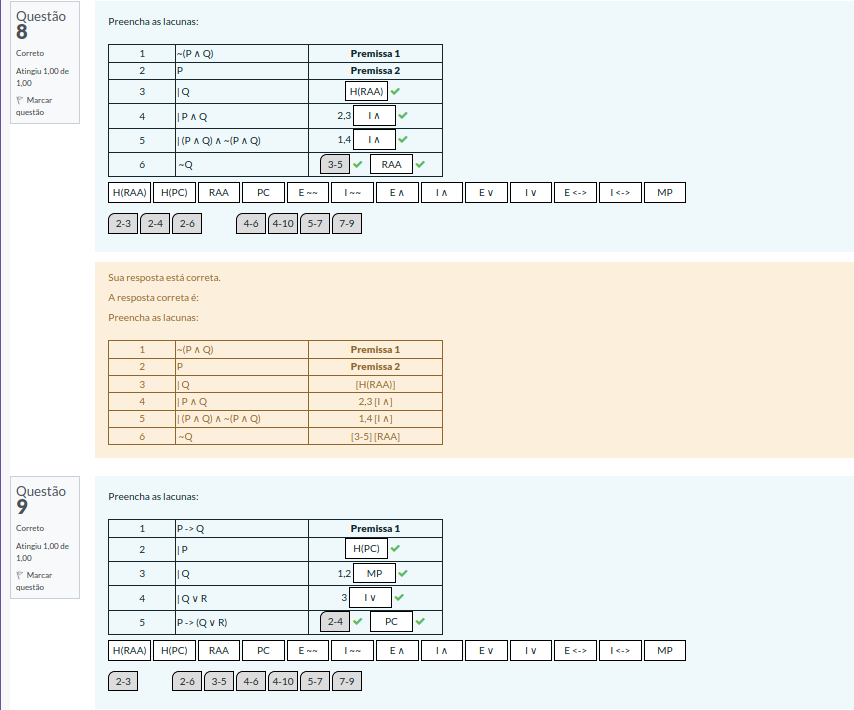 Questão
8
Correto
Atingiu 1,00 de
1,00
Marcar
questão
Preencha as lacunas:
1 ~(P ∧ Q) Premissa 1
2 P Premissa 2
3 | Q H(RAA)
4 | P ∧ Q 2,3 I ∧
5 | (P ∧ Q) ∧ ~(P ∧ Q) 1,4 I ∧
6 ~Q 3-5 RAA
H(RAA) H(PC) RAA PC E ~~ I ~~ E ∧ I ∧ E ∨ I ∨ E <-> I <-> MP
2-3 2-4 2-6 4-6 4-10 5-7 7-9
Sua resposta está correta.
A resposta correta é:
Preencha as lacunas:
1 ~(P ∧ Q) Premissa 1
2 P Premissa 2
3 | Q [H(RAA)]
4 | P ∧ Q 2,3 [I ∧]
5 | (P ∧ Q) ∧ ~(P ∧ Q) 1,4 [I ∧]
6 ~Q [3-5] [RAA]
Questão
9
Correto
Atingiu 1,00 de
1,00
Marcar
questão
Preencha as lacunas:
1 P -> Q Premissa 1
2 | P H(PC)
3 | Q 1,2 MP
4 | Q ∨ R 3 I ∨
5 P -> (Q ∨ R) 2-4 PC
H(RAA) H(PC) RAA PC E ~~ I ~~ E ∧ I ∧ E ∨ I ∨ E <-> I <-> MP
2-3 2-6 3-5 4-6 4-10 5-7 7-9